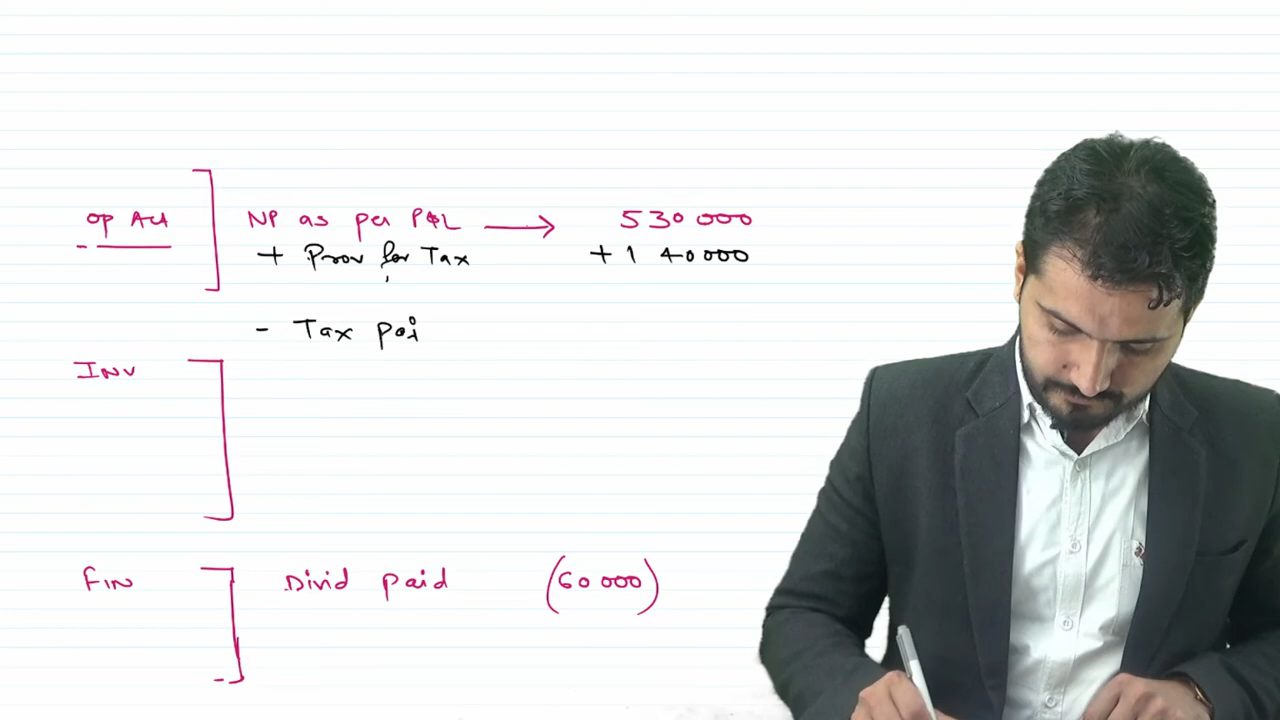 Op Act NP as per P&L → 530000
+ Prov for Tax +140000
- Tax pai
INV
FIN Divid paid (60000)